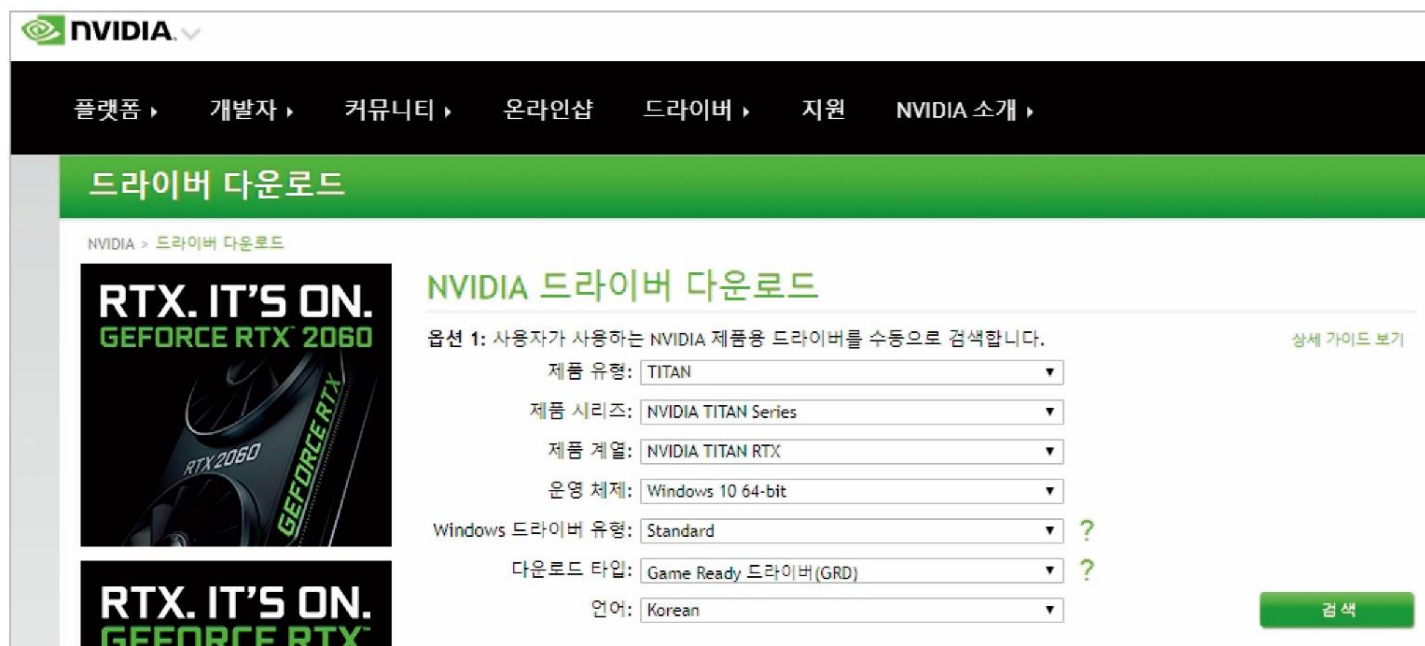 NVIDIA.
플랫폼 개발자 커뮤니티 온라인샵 드라이버 지원 NVIDIA 소개
드라이버 다운로드
NVIDIA > 드라이버 다운로드
RTX. IT'S ON.
GEFORCE RTX 2060
RTX 2060
GEFORCE RTX
NVIDIA 드라이버 다운로드
옵션 1: 사용자가 사용하는 NVIDIA 제품용 드라이버를 수동으로 검색합니다. 상세 가이드 보기
제품 유형: TITAN
제품 시리즈: NVIDIA TITAN Series
제품 계열: NVIDIA TITAN RTX
운영 체제: Windows 10 64-bit
Windows 드라이버 유형: Standard ?
다운로드 타입: Game Ready 드라이버(GRD) ?
언어: Korean
검색
RTX. IT'S ON.
GEFORCE RTX